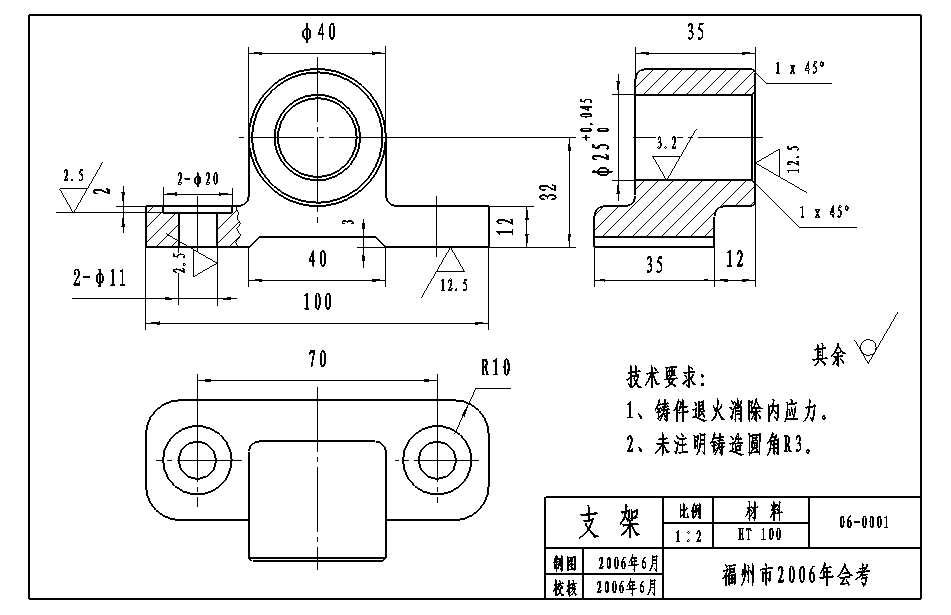 ϕ40
35
1 x 45°
2.5
2
2-ϕ20
ϕ25 +0.045 0
3.2
12.5
32
1 x 45°
3
12
2.5
40
12.5
35
12
2-ϕ11
100
70
R10
其余
技术要求:
1、铸件退火消除内应力。
2、未注明铸造圆角R3。
支架
比例
材料
06-0001
1:2
HT 100
制图
2006年6月
福州市2006年会考
校核
2006年6月